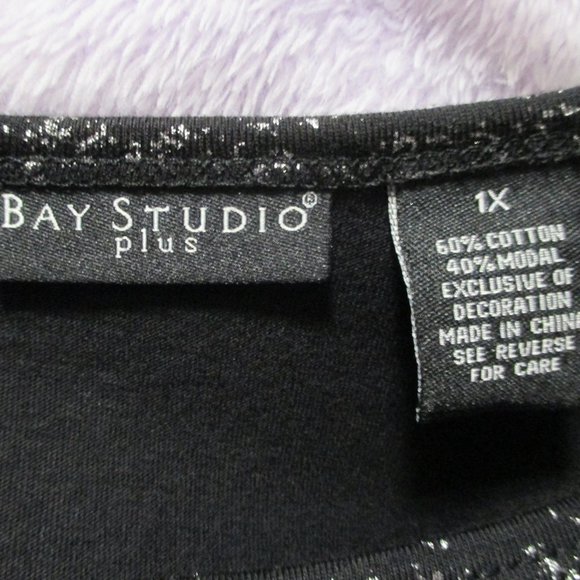 BAY STUDIO®
plus
1X
60% COTTON
40% MODAL
EXCLUSIVE OF
DECORATION
MADE IN CHINA
SEE REVERSE
FOR CARE